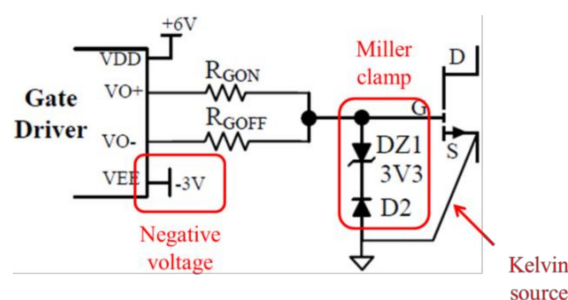 +6V
VDD
Miller
clamp
D
RGON
VO+
Gate
Driver
G
RGOFF
VO-
DZ1
S
3V3
VEE
-3V
D2
Negative
voltage
Kelvin
source